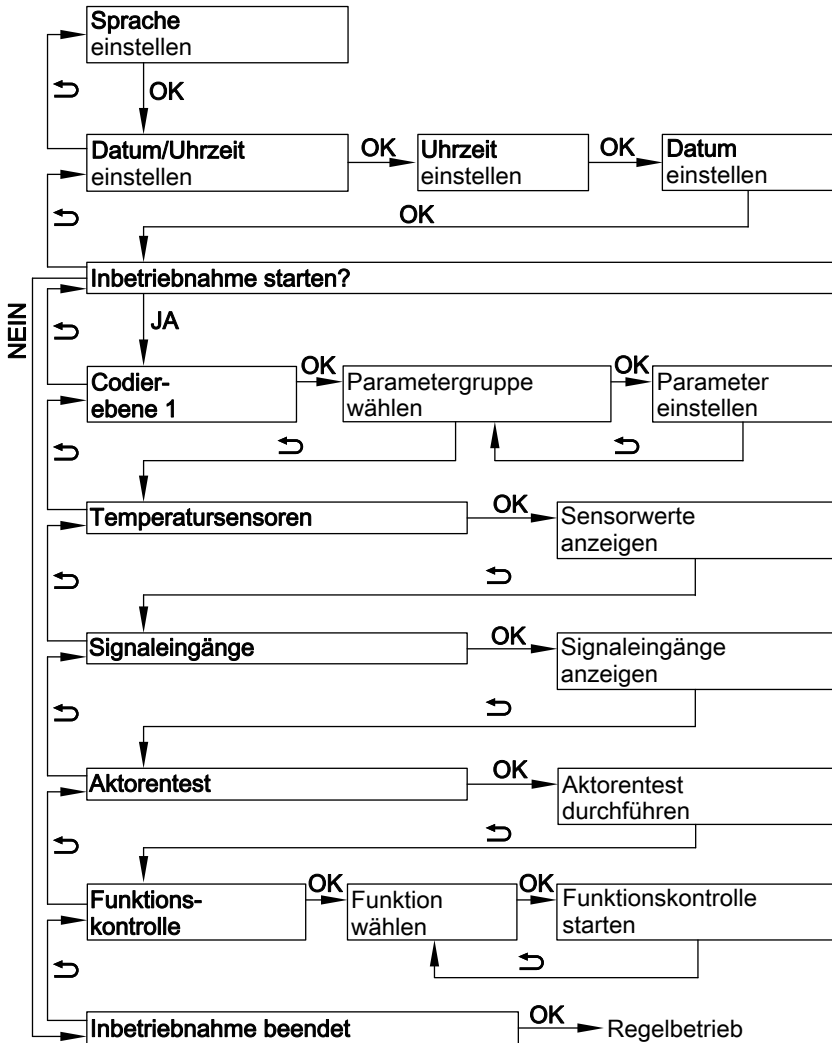 Sprache
einstellen
OK
Datum/Uhrzeit
einstellen
OK
Uhrzeit
einstellen
OK
Datum
einstellen
OK
Inbetriebnahme starten?
NEIN
JA
Codier-
ebene 1
OK
Parametergruppe
wählen
OK
Parameter
einstellen
Temperatursensoren
OK
Sensorwerte
anzeigen
Signaleingänge
OK
Signaleingänge
anzeigen
Aktorentest
OK
Aktorentest
durchführen
Funktions-
kontrolle
OK
Funktion
wählen
OK
Funktionskontrolle
starten
Inbetriebnahme beendet
OK
Regelbetrieb